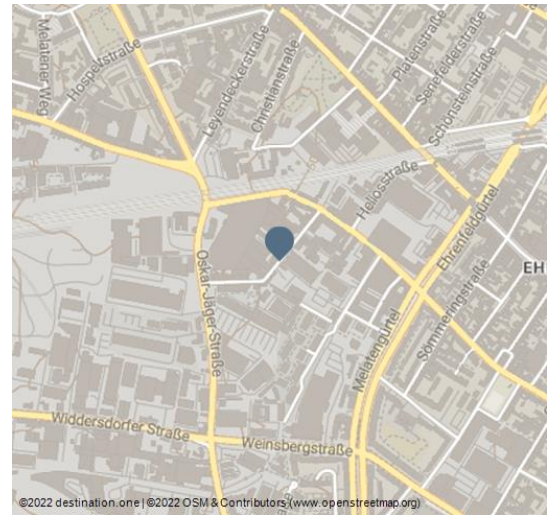 Melatener Weg
Hospeltstraße
Leyendeckerstraße
Christianstraße
Platenstraße
Senefelderstraße
Schönsteinstraße
Heliosstraße
Ehrenfeldgürtel
EH
Oskar-Jäger-Straße
Sömmeringstraße
Melatengürtel
Widdersdorfer Straße
Weinsbergstraße
©2022 destination.one | ©2022 OSM & Contributors (www.openstreetmap.org)